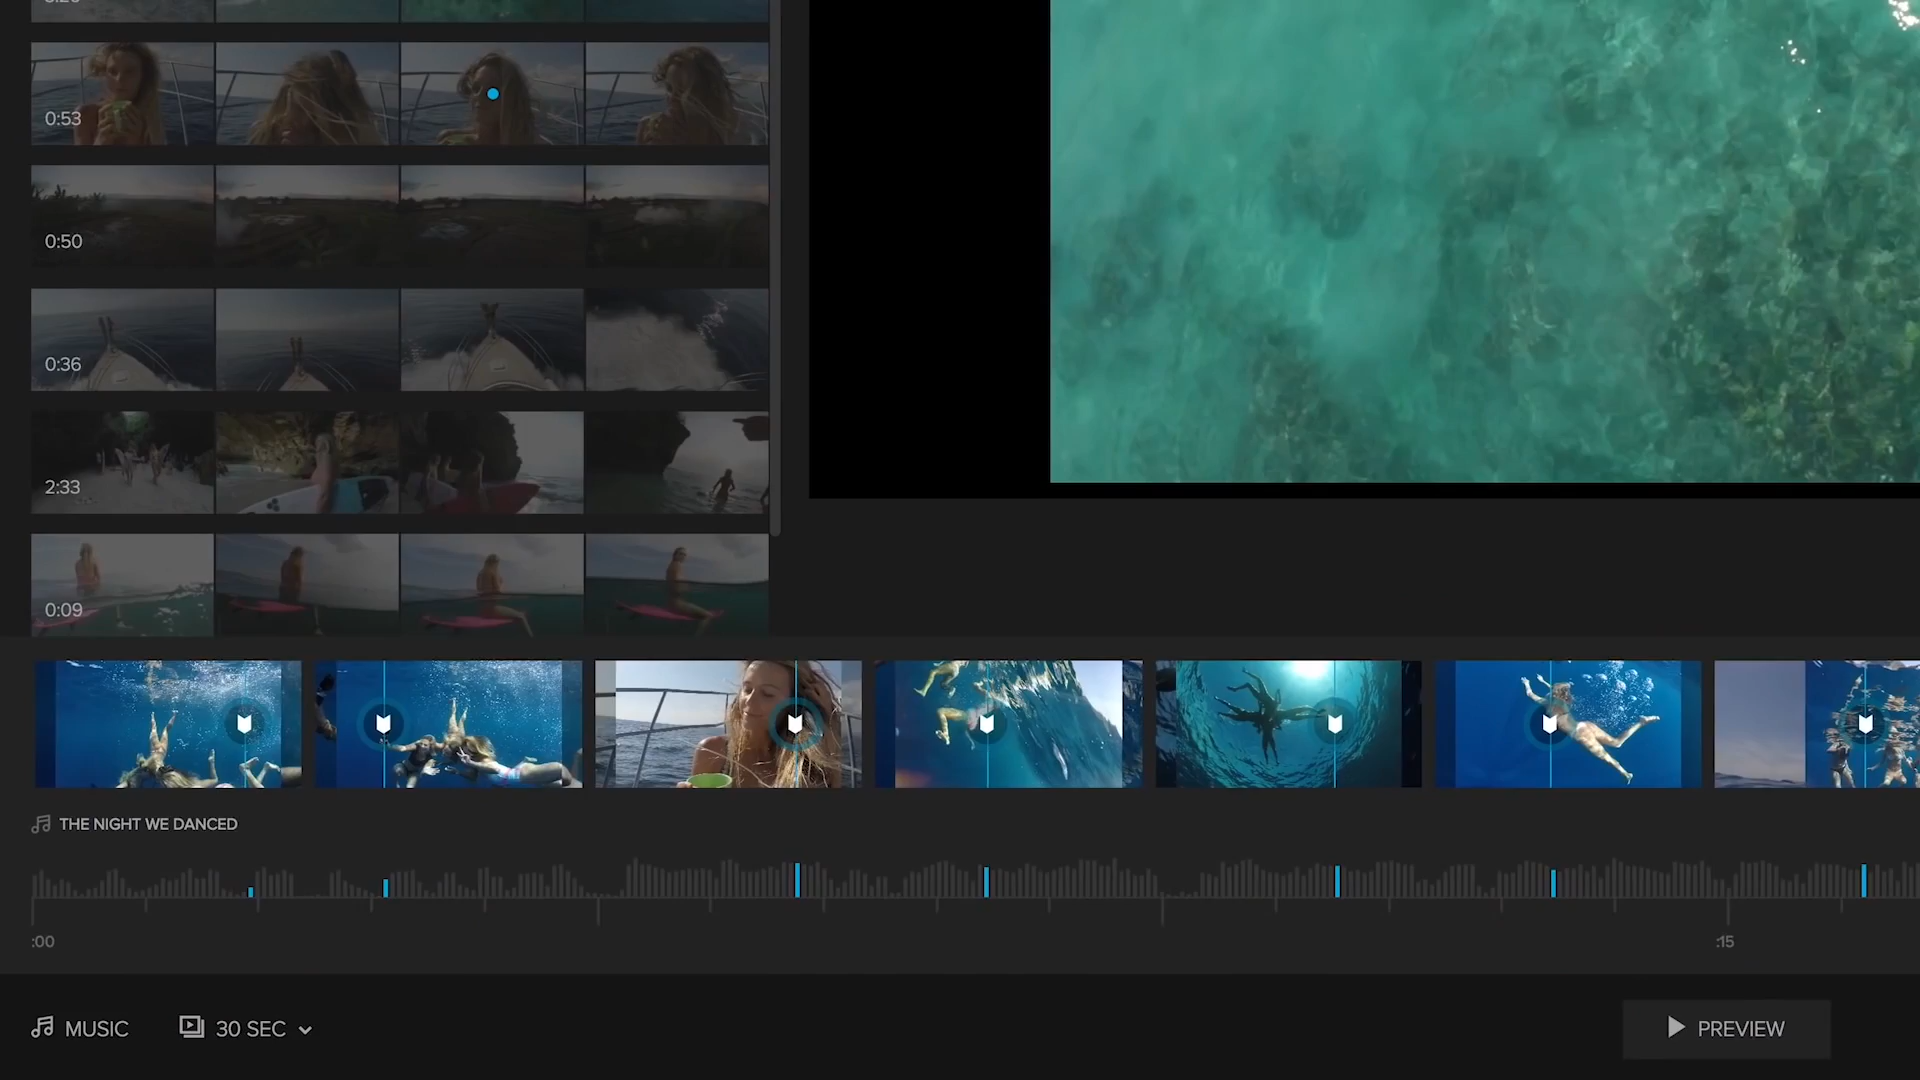 0:53
0:50
0:36
2:33
0:09
THE NIGHT WE DANCED
:00
:15
MUSIC
30 SEC
PREVIEW